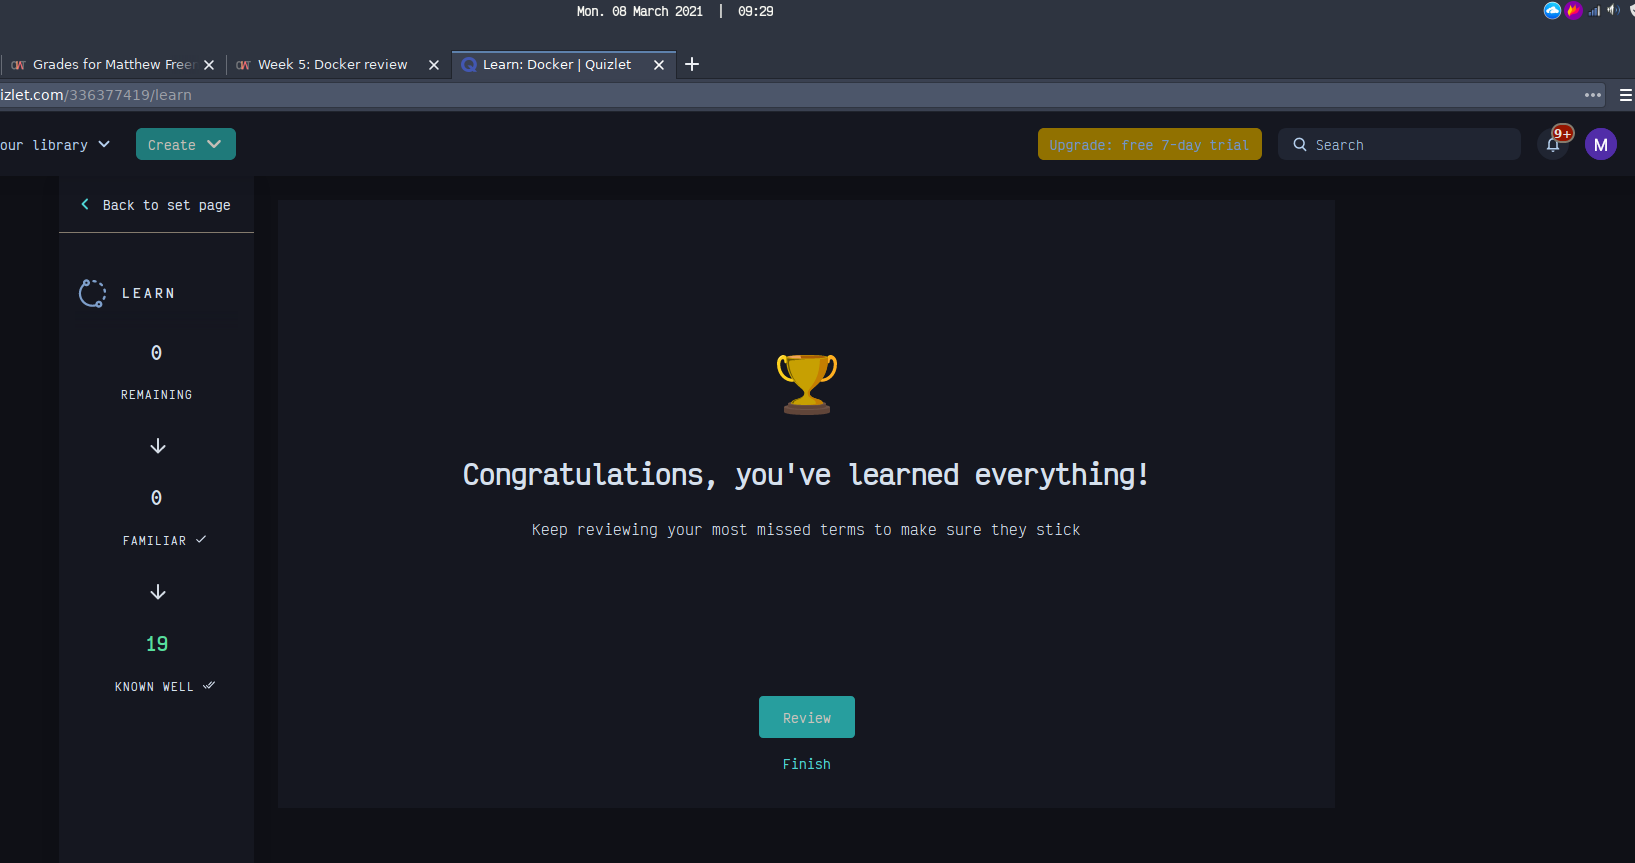 Mon. 08 March 2021 | 09:29
Grades for Matthew Freer
Week 5: Docker review
Learn: Docker | Quizlet
izlet.com/336377419/learn
our library
Create
Upgrade: free 7-day trial
Search
9+
M
Back to set page
LEARN
0
REMAINING
0
FAMILIAR
19
KNOWN WELL
Congratulations, you've learned everything!
Keep reviewing your most missed terms to make sure they stick
Review
Finish